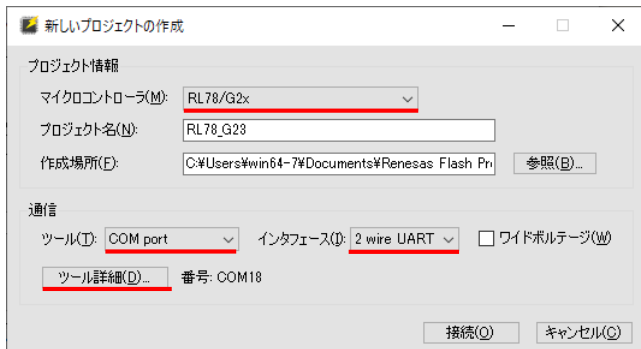 新しいプロジェクトの作成
プロジェクト情報
マイクロコントローラ(M): RL78/G2x
プロジェクト名(N): RL78_G23
作成場所(F): C:¥Users¥win64-7¥Documents¥Renesas Flash Pr 参照(B)...
通信
ツール(T): COM port インタフェース(I): 2 wire UART ワイドボルテージ(W)
ツール詳細(D)... 番号: COM18
接続(O) キャンセル(C)